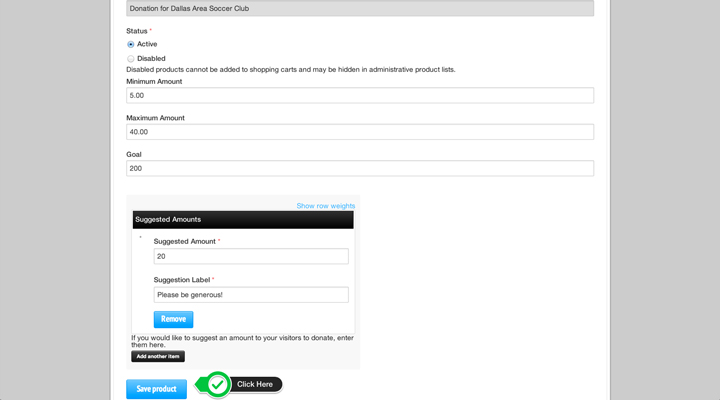 Donation for Dallas Area Soccer Club
Status *
Active
Disabled
Disabled products cannot be added to shopping carts and may be hidden in administrative product lists.
Minimum Amount
5.00
Maximum Amount
40.00
Goal
200
Show row weights
Suggested Amounts
*
Suggested Amount *
20
Suggestion Label *
Please be generous!
Remove
If you would like to suggest an amount to your visitors to donate, enter
them here.
Add another item
Save product
Click Here